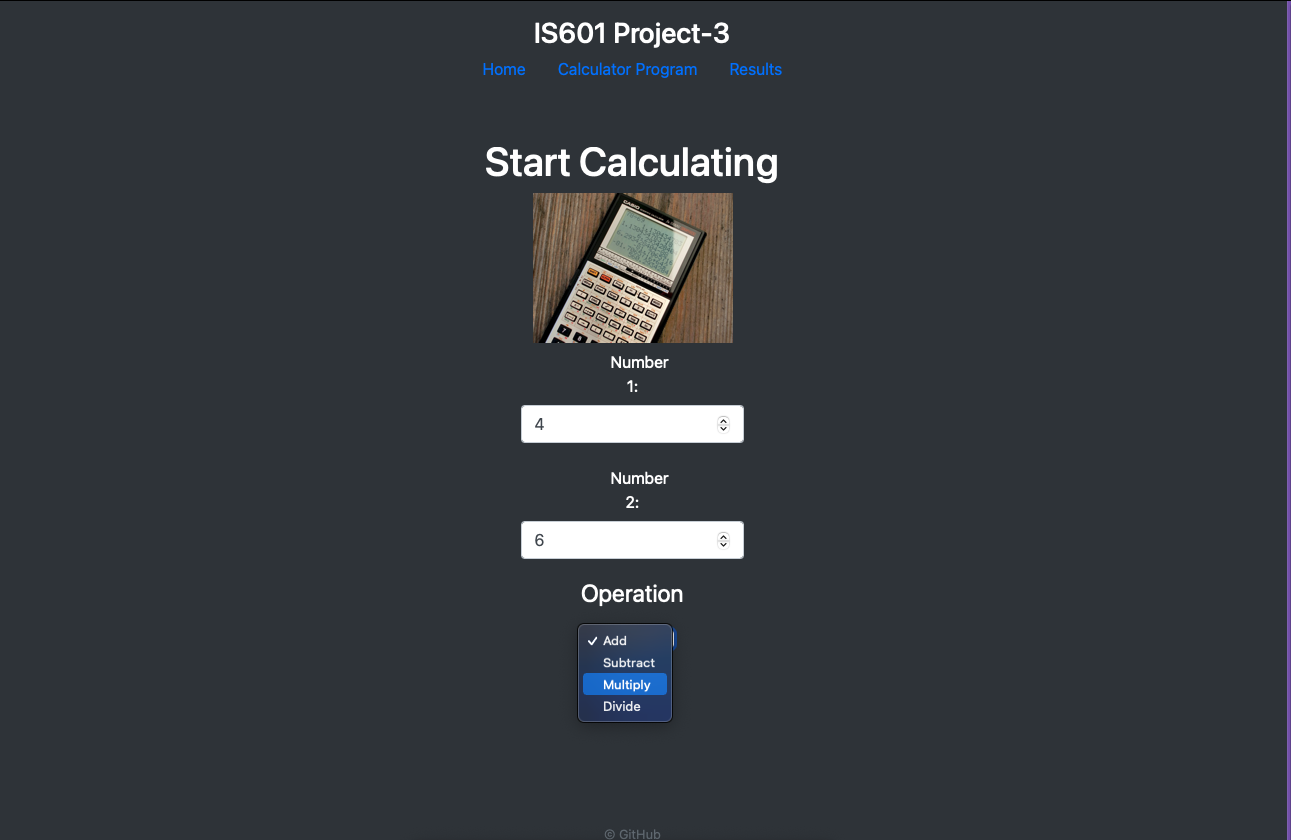 IS601 Project-3
Home Calculator Program Results
Start Calculating
CASIO
Number
1:
4
Number
2:
6
Operation
✓ Add
Subtract
Multiply
Divide
© GitHub